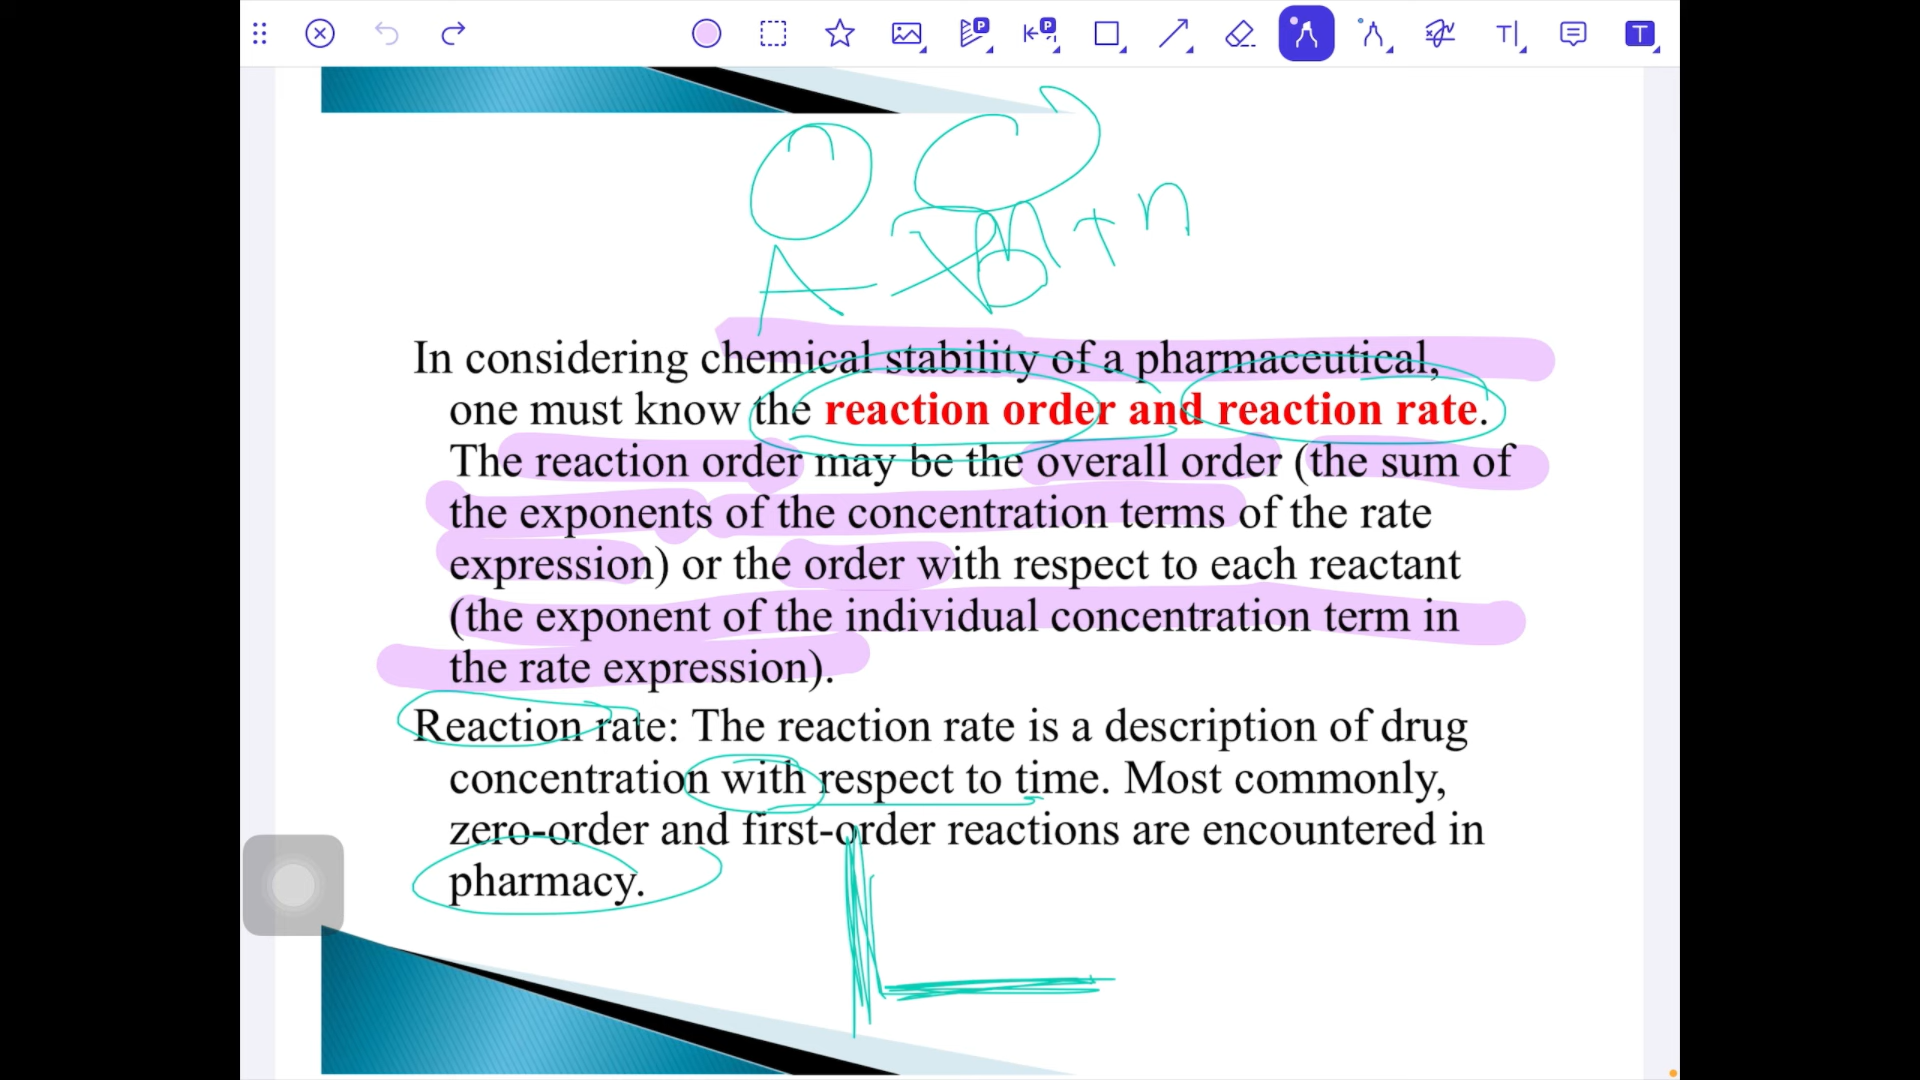 A
m + n
In considering chemical stability of a pharmaceutical,
one must know the reaction order and reaction rate.
The reaction order may be the overall order (the sum of
the exponents of the concentration terms of the rate
expression) or the order with respect to each reactant
(the exponent of the individual concentration term in
the rate expression).
Reaction rate: The reaction rate is a description of drug
concentration with respect to time. Most commonly,
zero-order and first-order reactions are encountered in
pharmacy.